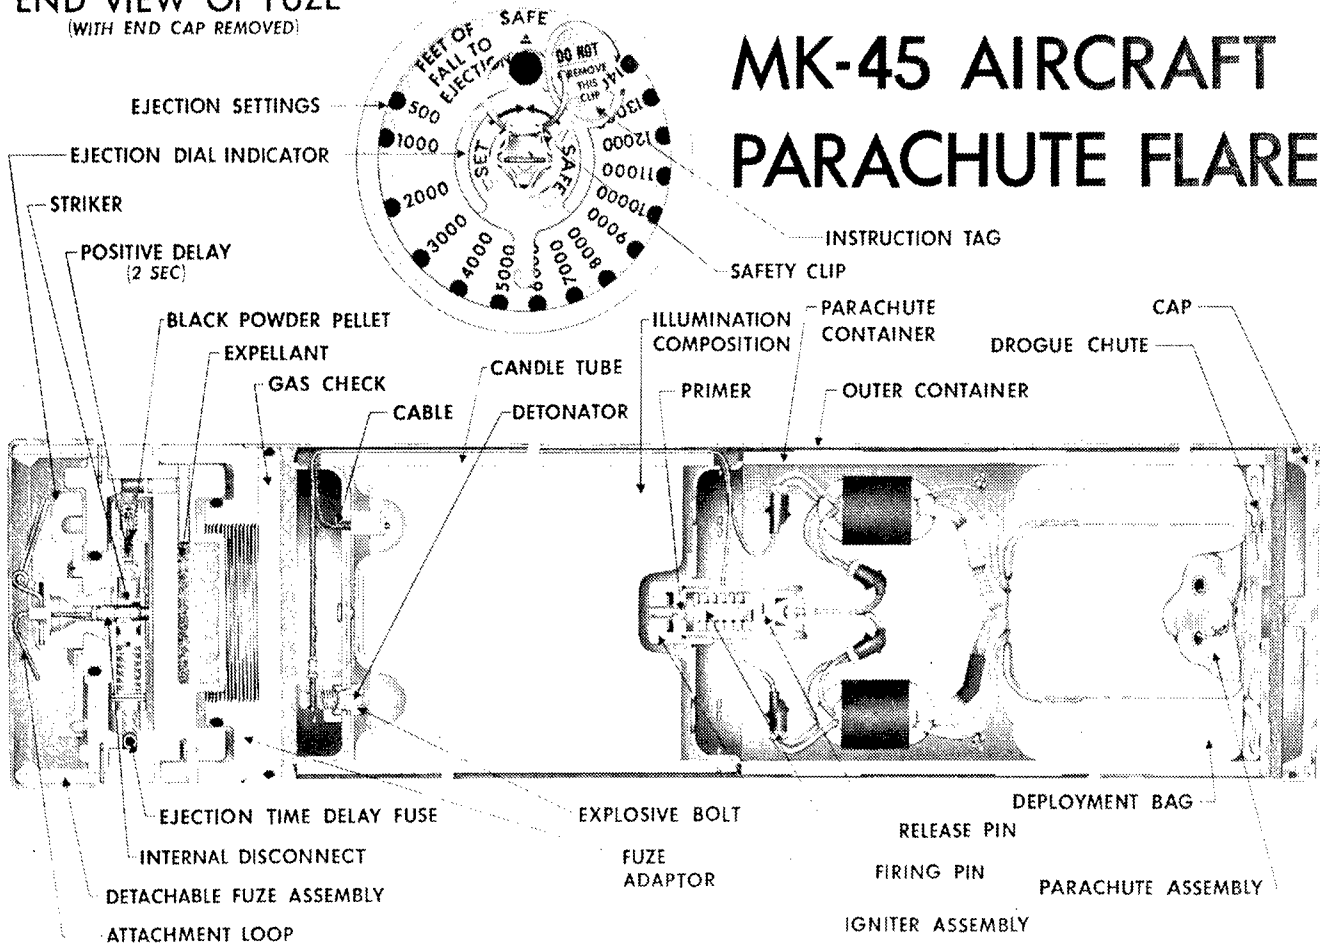 END VIEW OF FUZE
(WITH END CAP REMOVED)
MK-45 AIRCRAFT
PARACHUTE FLARE
SAFE
FEET OF
FALL TO
DO NOT
REMOVE
THIS
CLIP
500
1000
2000
3000
4000
5000
7000
8000
9000
10000
11000
12000
SET
SAFE
EJECTION SETTINGS
EJECTION DIAL INDICATOR
STRIKER
POSITIVE DELAY
(2 SEC)
BLACK POWDER PELLET
EXPELLANT
GAS CHECK
CABLE
CANDLE TUBE
DETONATOR
INSTRUCTION TAG
SAFETY CLIP
ILLUMINATION
COMPOSITION
PARACHUTE
CONTAINER
PRIMER
OUTER CONTAINER
CAP
DROGUE CHUTE
EJECTION TIME DELAY FUSE
INTERNAL DISCONNECT
DETACHABLE FUZE ASSEMBLY
ATTACHMENT LOOP
EXPLOSIVE BOLT
FUZE
ADAPTOR
RELEASE PIN
FIRING PIN
IGNITER ASSEMBLY
DEPLOYMENT BAG
PARACHUTE ASSEMBLY